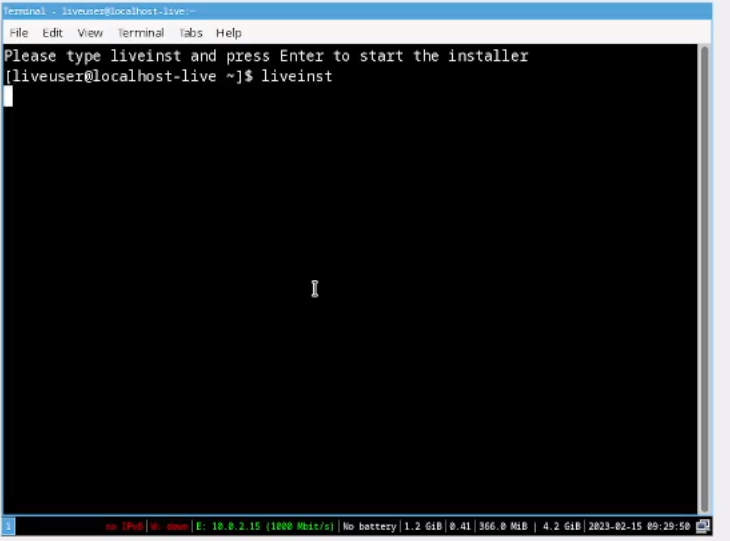 Terminal - liveuser@localhost-live:~
File Edit View Terminal Tabs Help
Please type liveinst and press Enter to start the installer
[liveuser@localhost-live ~]$ liveinst
1 no IPv6|W: down|E: 10.0.2.15 (1000 Mbit/s)|No battery|1.2 GiB|0.41|366.0 MiB | 4.2 GiB|2023-02-15 09:29:50